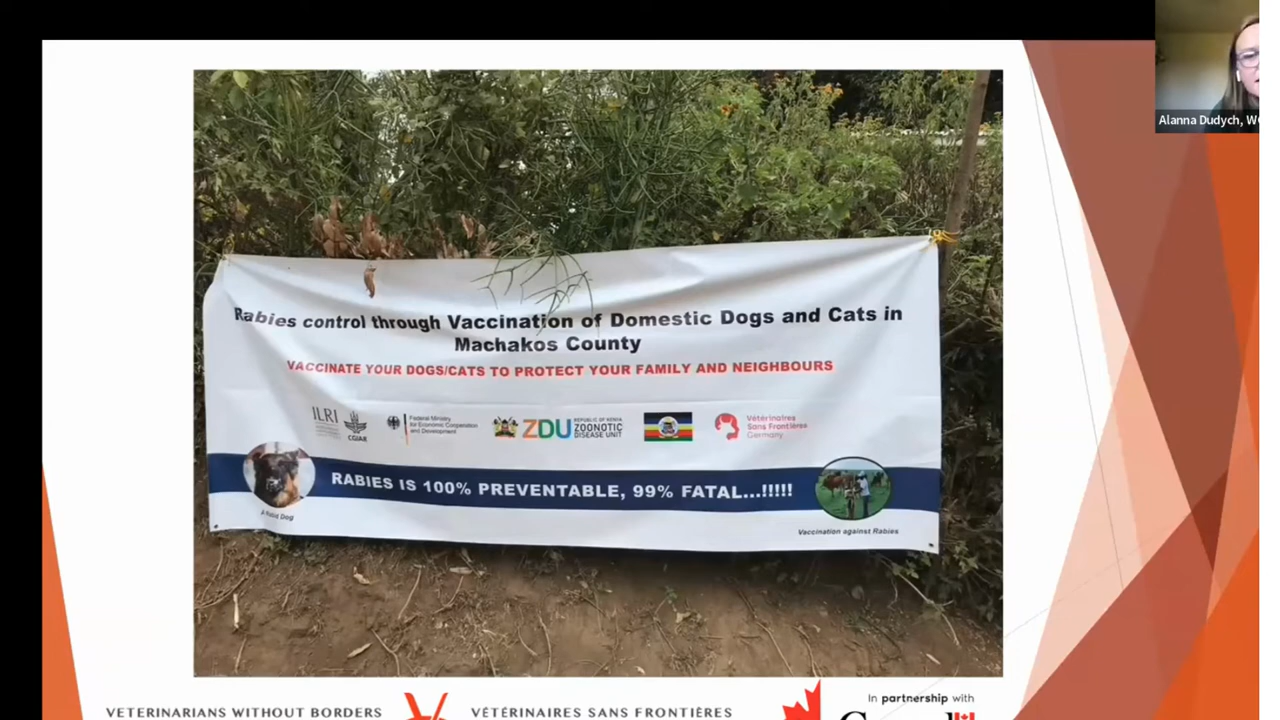 Alanna Dudych, W
Rabies control through Vaccination of Domestic Dogs and Cats in
Machakos County
VACCINATE YOUR DOGS/CATS TO PROTECT YOUR FAMILY AND NEIGHBOURS
ILRI
CGIAR
Federal Ministry
for Economic Cooperation
and Development
ZDU
REPUBLIC OF KENYA
ZOONOTIC
DISEASE UNIT
Vétérinaires
Sans Frontières
Germany
RABIES IS 100% PREVENTABLE, 99% FATAL...!!!!!
A Rabid Dog
Vaccination against Rabies
VETERINARIANS WITHOUT BORDERS
VÉTÉRINAIRES SANS FRONTIÈRES
In partnership with
Canada